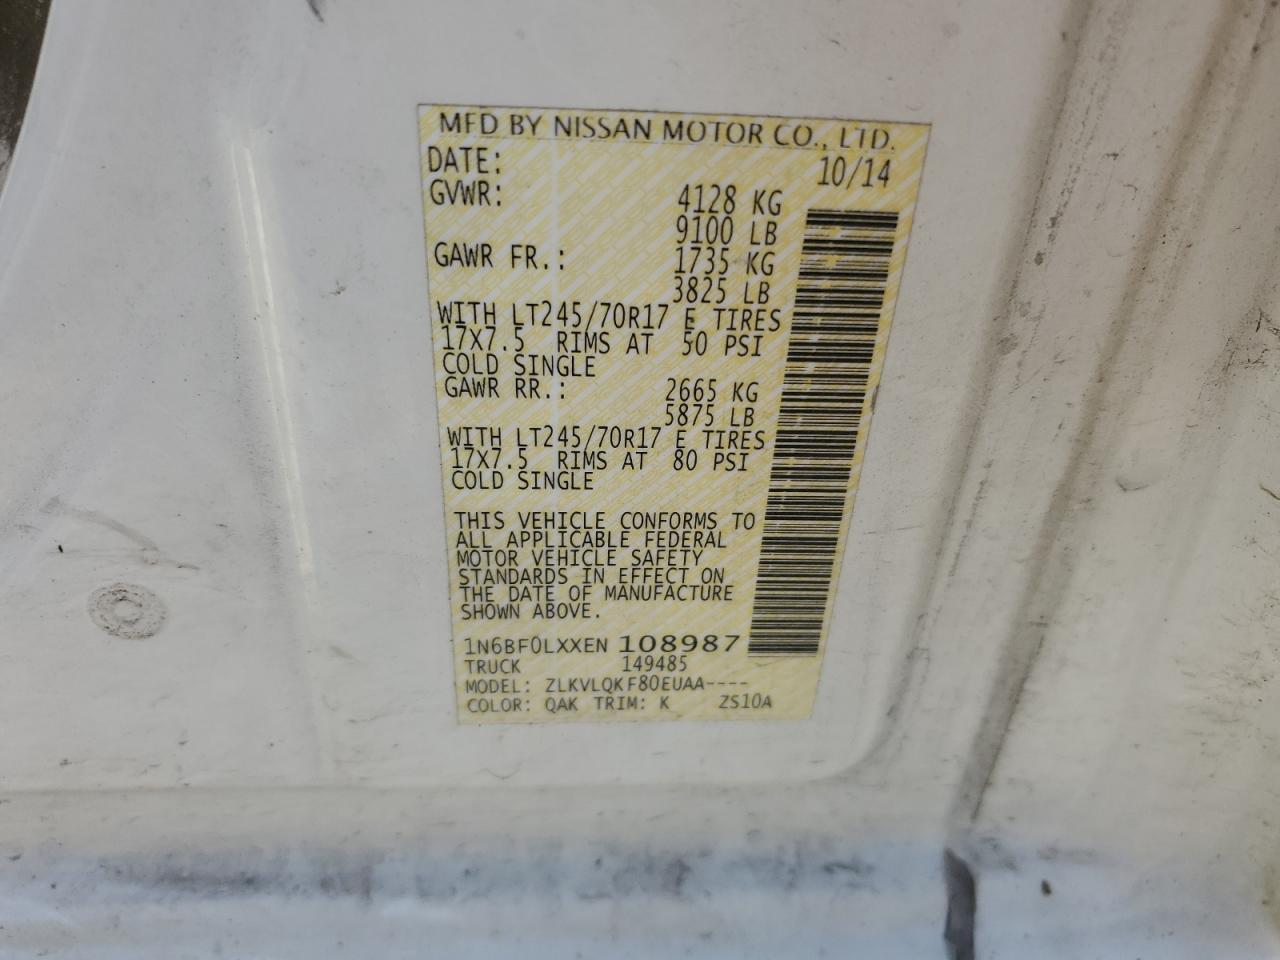 MFD BY NISSAN MOTOR CO., LTD.
DATE: 10/14
GVWR: 4128 KG
9100 LB
GAWR FR.: 1735 KG
3825 LB
WITH LT245/70R17 E TIRES
17X7.5 RIMS AT 50 PSI
COLD SINGLE
GAWR RR.: 2665 KG
5875 LB
WITH LT245/70R17 E TIRES
17X7.5 RIMS AT 80 PSI
COLD SINGLE
THIS VEHICLE CONFORMS TO
ALL APPLICABLE FEDERAL
MOTOR VEHICLE SAFETY
STANDARDS IN EFFECT ON
THE DATE OF MANUFACTURE
SHOWN ABOVE.
1N6BF0LXXEN 108987
TRUCK 149485
MODEL: ZLKVLQKF80EUAA----
COLOR: QAK TRIM: K ZS10A